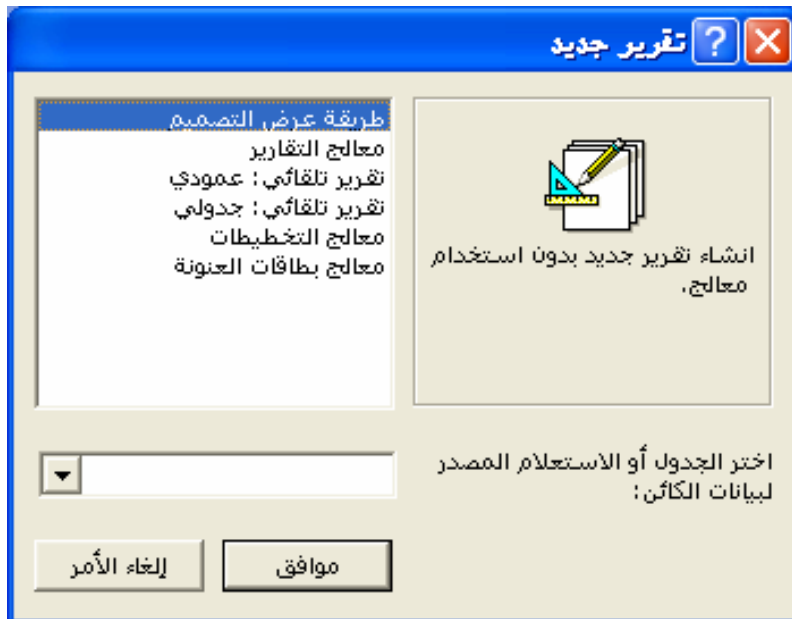 تقرير جديد
طريقة عرض التصميم
معالج التقارير
تقرير تلقائي: عمودي
تقرير تلقائي: جدولي
معالج التخطيطات
معالج بطاقات العنونة
انشاء تقرير جديد بدون استخدام
معالج.
اختر الجدول أو الاستعلام المصدر
لبيانات الكائن:
موافق
إلغاء الأمر